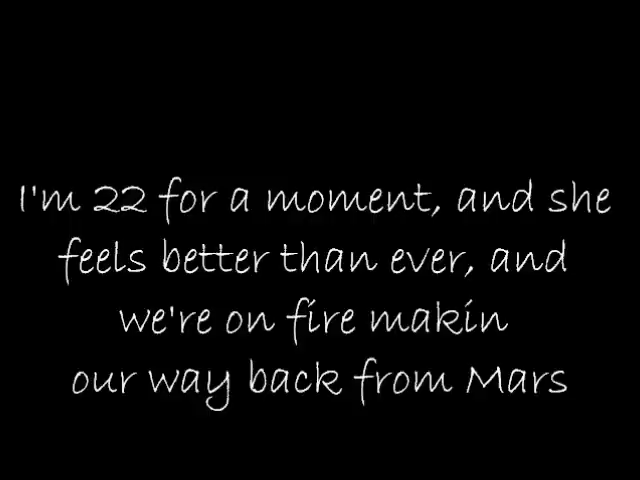 I'm 22 for a moment, and she
feels better than ever, and
we're on fire makin
our way back from Mars